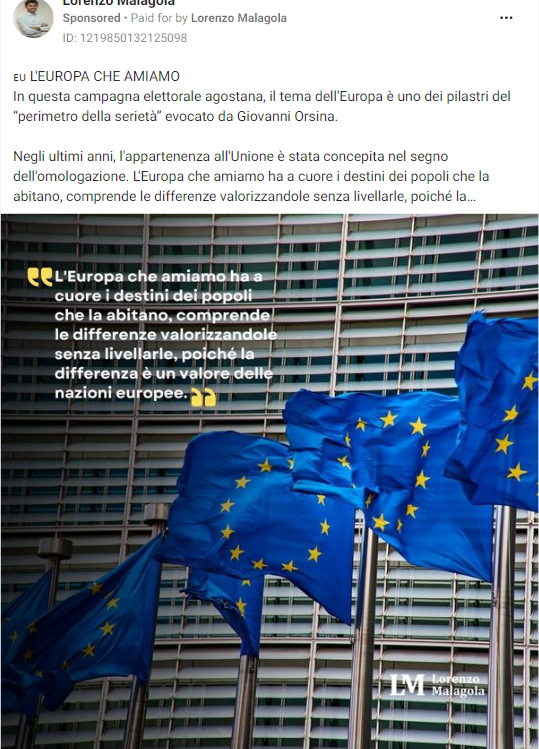 Lorenzo Malagola
Sponsored • Paid for by Lorenzo Malagola
ID: 1219850132125098
EU L'EUROPA CHE AMIAMO
In questa campagna elettorale agostana, il tema dell'Europa è uno dei pilastri del
“perimetro della serietà” evocato da Giovanni Orsina.
Negli ultimi anni, l'appartenenza all'Unione è stata concepita nel segno
dell'omologazione. L'Europa che amiamo ha a cuore i destini dei popoli che la
abitano, comprende le differenze valorizzandole senza livellarle, poiché la...
L'Europa che amiamo ha a
cuore i destini dei popoli
che la abitano, comprende
le differenze valorizzandole
senza livellarle, poiché la
differenza è un valore delle
nazioni europee.
LM Lorenzo
Malagola